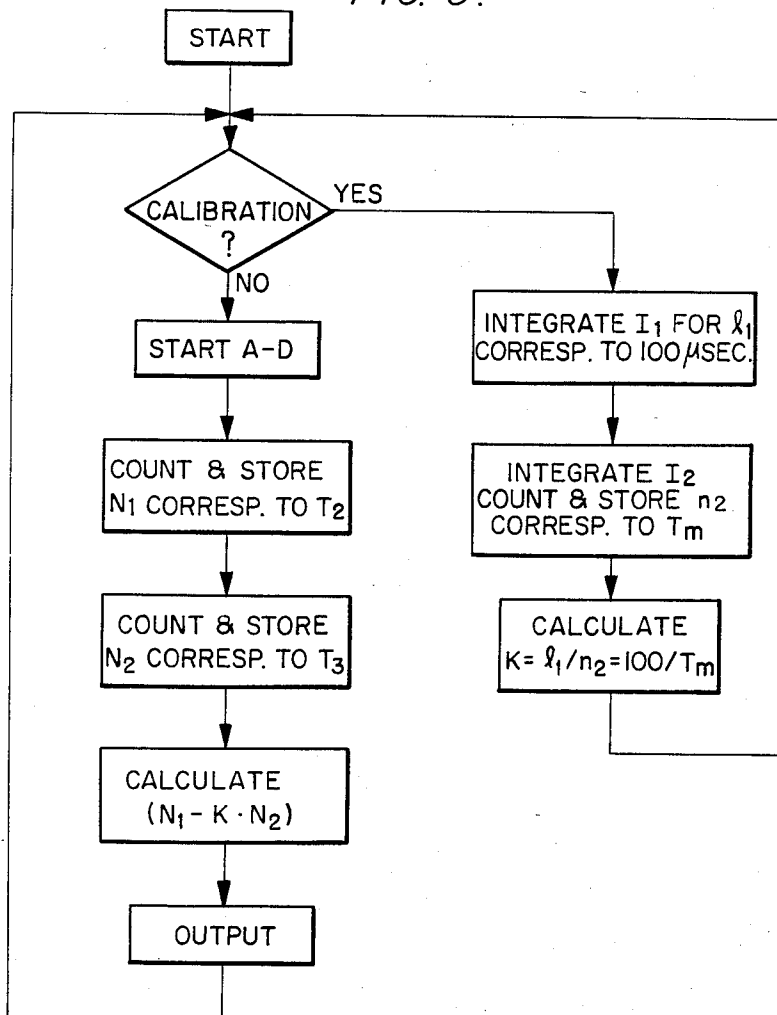 START
CALIBRATION
?
YES
NO
START A-D
COUNT & STORE
N₁ CORRESP. TO T₂
COUNT & STORE
N₂ CORRESP. TO T₃
CALCULATE
(N₁ - K · N₂)
OUTPUT
INTEGRATE I₁ FOR ℓ₁
CORRESP. TO 100 μSEC.
INTEGRATE I₂
COUNT & STORE n₂
CORRESP. TO Tₘ
CALCULATE
K = ℓ₁/n₂ = 100/Tₘ